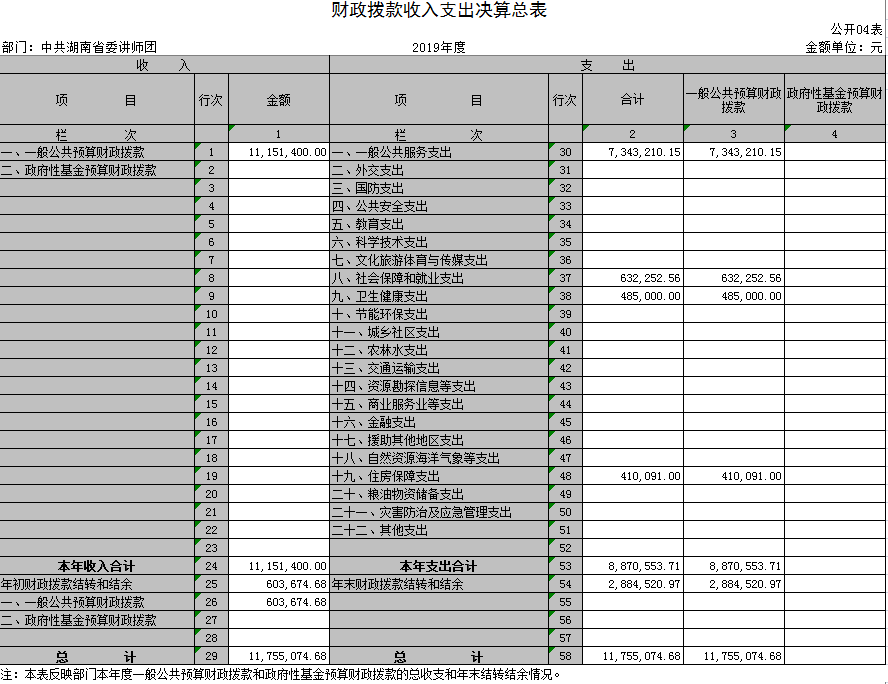 财政拨款收入支出决算总表
公开04表
部门：中共湖南省委讲师团 2019年度 金额单位：元
收 入 支 出
项 目 行次 金额 项 目 行次 合计 一般公共预算财政拨款 政府性基金预算财政拨款
栏 次 1 栏 次 2 3 4
一、一般公共预算财政拨款 1 11,151,400.00 一、一般公共服务支出 30 7,343,210.15 7,343,210.15
二、政府性基金预算财政拨款 2 二、外交支出 31
3 三、国防支出 32
4 四、公共安全支出 33
5 五、教育支出 34
6 六、科学技术支出 35
7 七、文化旅游体育与传媒支出 36
8 八、社会保障和就业支出 37 632,252.56 632,252.56
9 九、卫生健康支出 38 485,000.00 485,000.00
10 十、节能环保支出 39
11 十一、城乡社区支出 40
12 十二、农林水支出 41
13 十三、交通运输支出 42
14 十四、资源勘探信息等支出 43
15 十五、商业服务业等支出 44
16 十六、金融支出 45
17 十七、援助其他地区支出 46
18 十八、自然资源海洋气象等支出 47
19 十九、住房保障支出 48 410,091.00 410,091.00
20 二十、粮油物资储备支出 49
21 二十一、灾害防治及应急管理支出 50
22 二十二、其他支出 51
23 52
本年收入合计 24 11,151,400.00 本年支出合计 53 8,870,553.71 8,870,553.71
年初财政拨款结转和结余 25 603,674.68 年末财政拨款结转和结余 54 2,884,520.97 2,884,520.97
一、一般公共预算财政拨款 26 603,674.68 55
二、政府性基金预算财政拨款 27 56
28 57
总 计 29 11,755,074.68 总 计 58 11,755,074.68 11,755,074.68
注：本表反映部门本年度一般公共预算财政拨款和政府性基金预算财政拨款的总收支和年末结转结余情况。